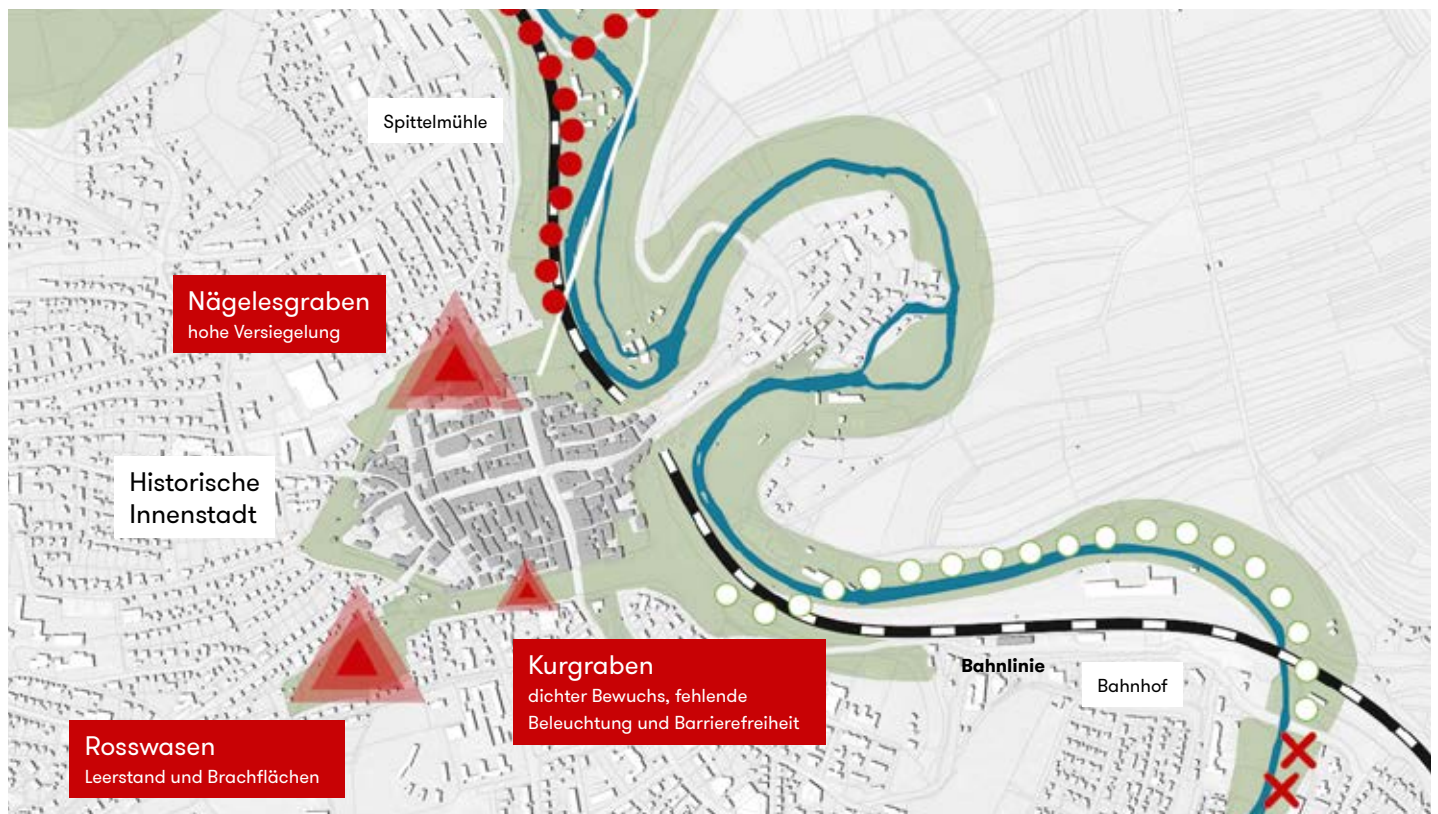 Spittelmühle
Nägelesgraben
hohe Versiegelung
Historische
Innenstadt
Kurgraben
dichter Bewuchs, fehlende
Beleuchtung und Barrierefreiheit
Bahnlinie
Bahnhof
Rosswasen
Leerstand und Brachflächen